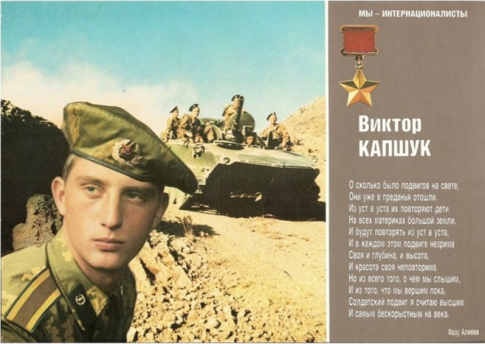 МЫ – ИНТЕРНАЦИОНАЛИСТЫ
Виктор
КАПШУК
О сколько было подвигов на свете,
Они уже в преданья отошли.
Из уст в уста их повторяют дети
На всех материках большой земли.
И будут повторять из уст в уста,
И в каждом этом подвиге незрима
Своя и глубина, и высота,
И красота своя неповторима.
Но из всего того, о чем мы слышим,
И из того, что мы вершим пока,
Солдатский подвиг я считаю высшим
И самым бескорыстным на века.
Фазу Алиева